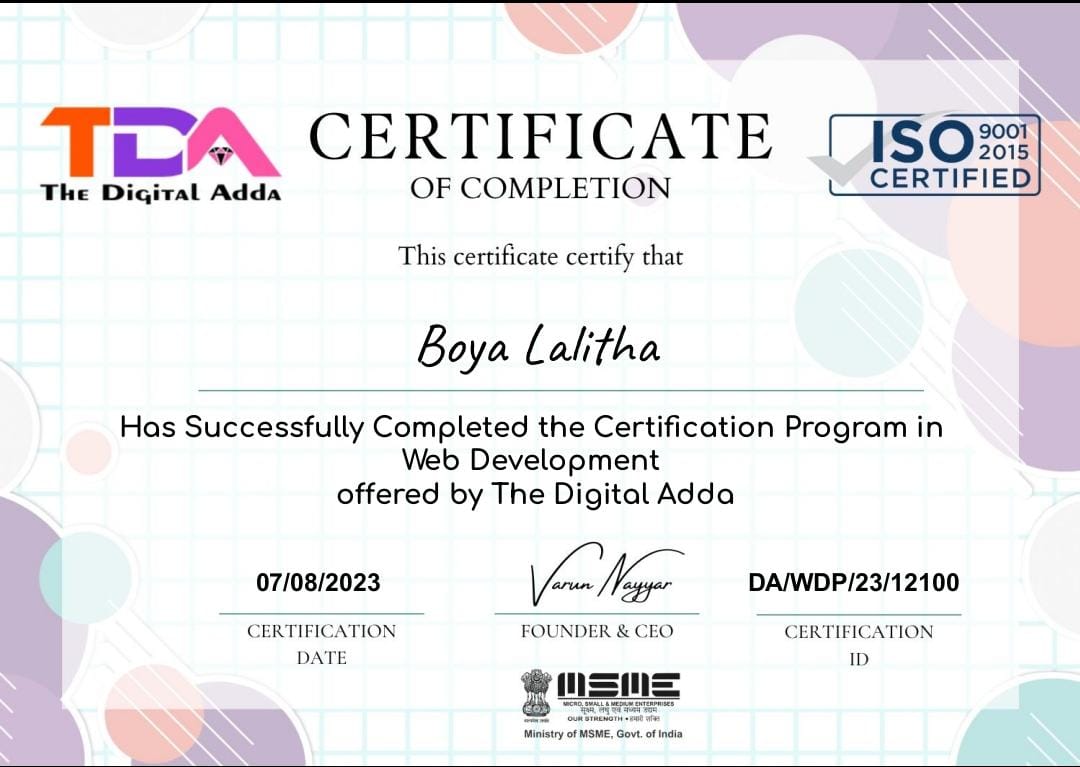 TDA
The Digital Adda
CERTIFICATE
OF COMPLETION
ISO 9001
2015
CERTIFIED
This certificate certify that
Boya Lalitha
Has Successfully Completed the Certification Program in
Web Development
offered by The Digital Adda
07/08/2023
CERTIFICATION
DATE
Varun Nayyar
FOUNDER & CEO
DA/WDP/23/12100
CERTIFICATION
ID
सत्यमेव जयते
MSME
MICRO, SMALL & MEDIUM ENTERPRISES
सूक्ष्म, लघु एवं मध्यम उद्यम
OUR STRENGTH • हमारी शक्ति
Ministry of MSME, Govt. of India